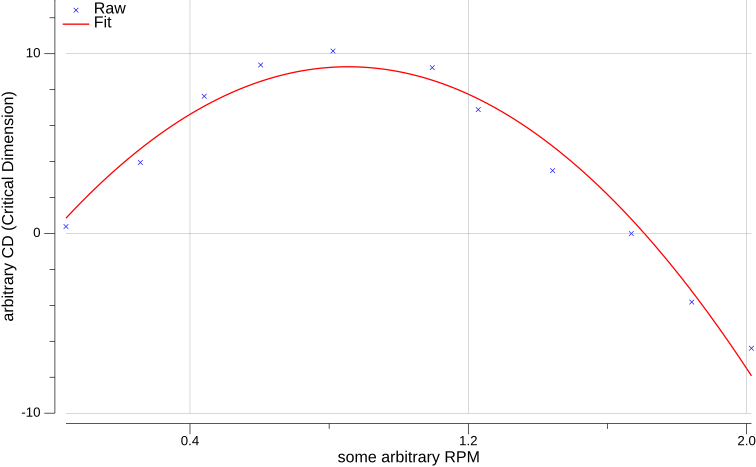 Raw
Fit
10
0
-10
arbitrary CD (Critical Dimension)
0.4
1.2
2.0
some arbitrary RPM